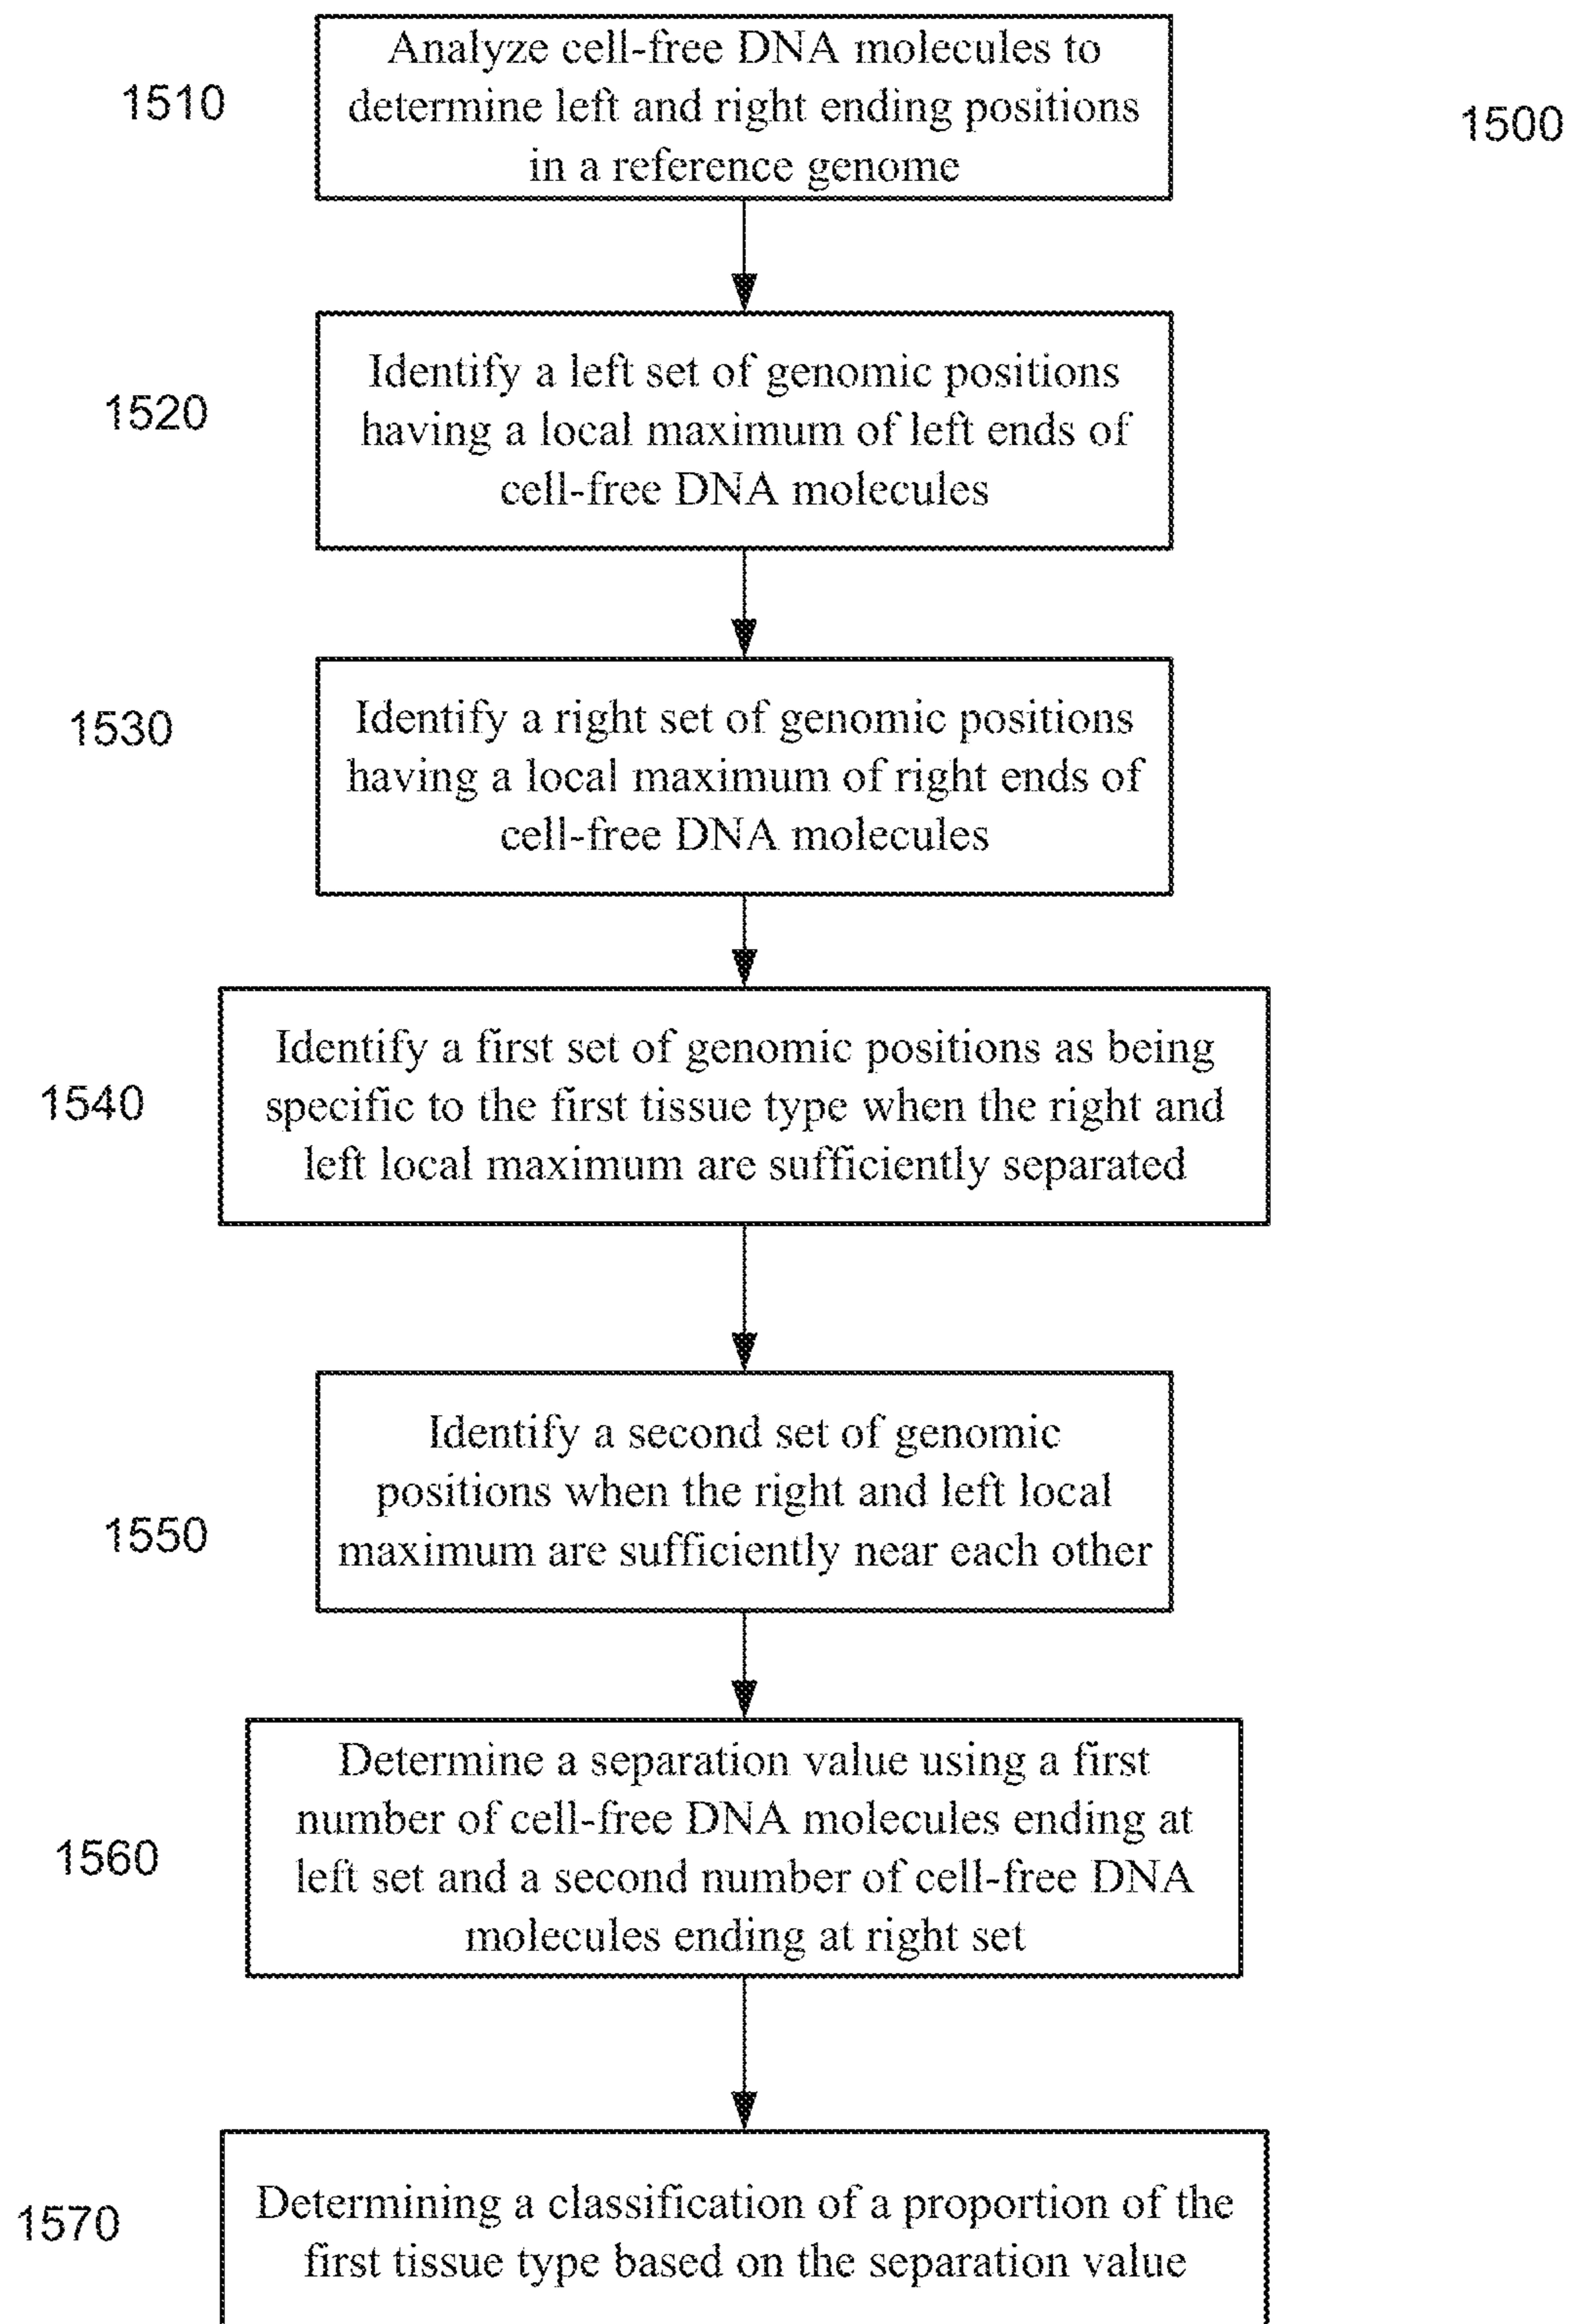 1500
1510
Analyze cell-free DNA molecules to
determine left and right ending positions
in a reference genome
1520
Identify a left set of genomic positions
having a local maximum of left ends of
cell-free DNA molecules
1530
Identify a right set of genomic positions
having a local maximum of right ends of
cell-free DNA molecules
1540
Identify a first set of genomic positions as being
specific to the first tissue type when the right and
left local maximum are sufficiently separated
1550
Identify a second set of genomic
positions when the right and left local
maximum are sufficiently near each other
1560
Determine a separation value using a first
number of cell-free DNA molecules ending at
left set and a second number of cell-free DNA
molecules ending at right set
1570
Determining a classification of a proportion of the
first tissue type based on the separation value